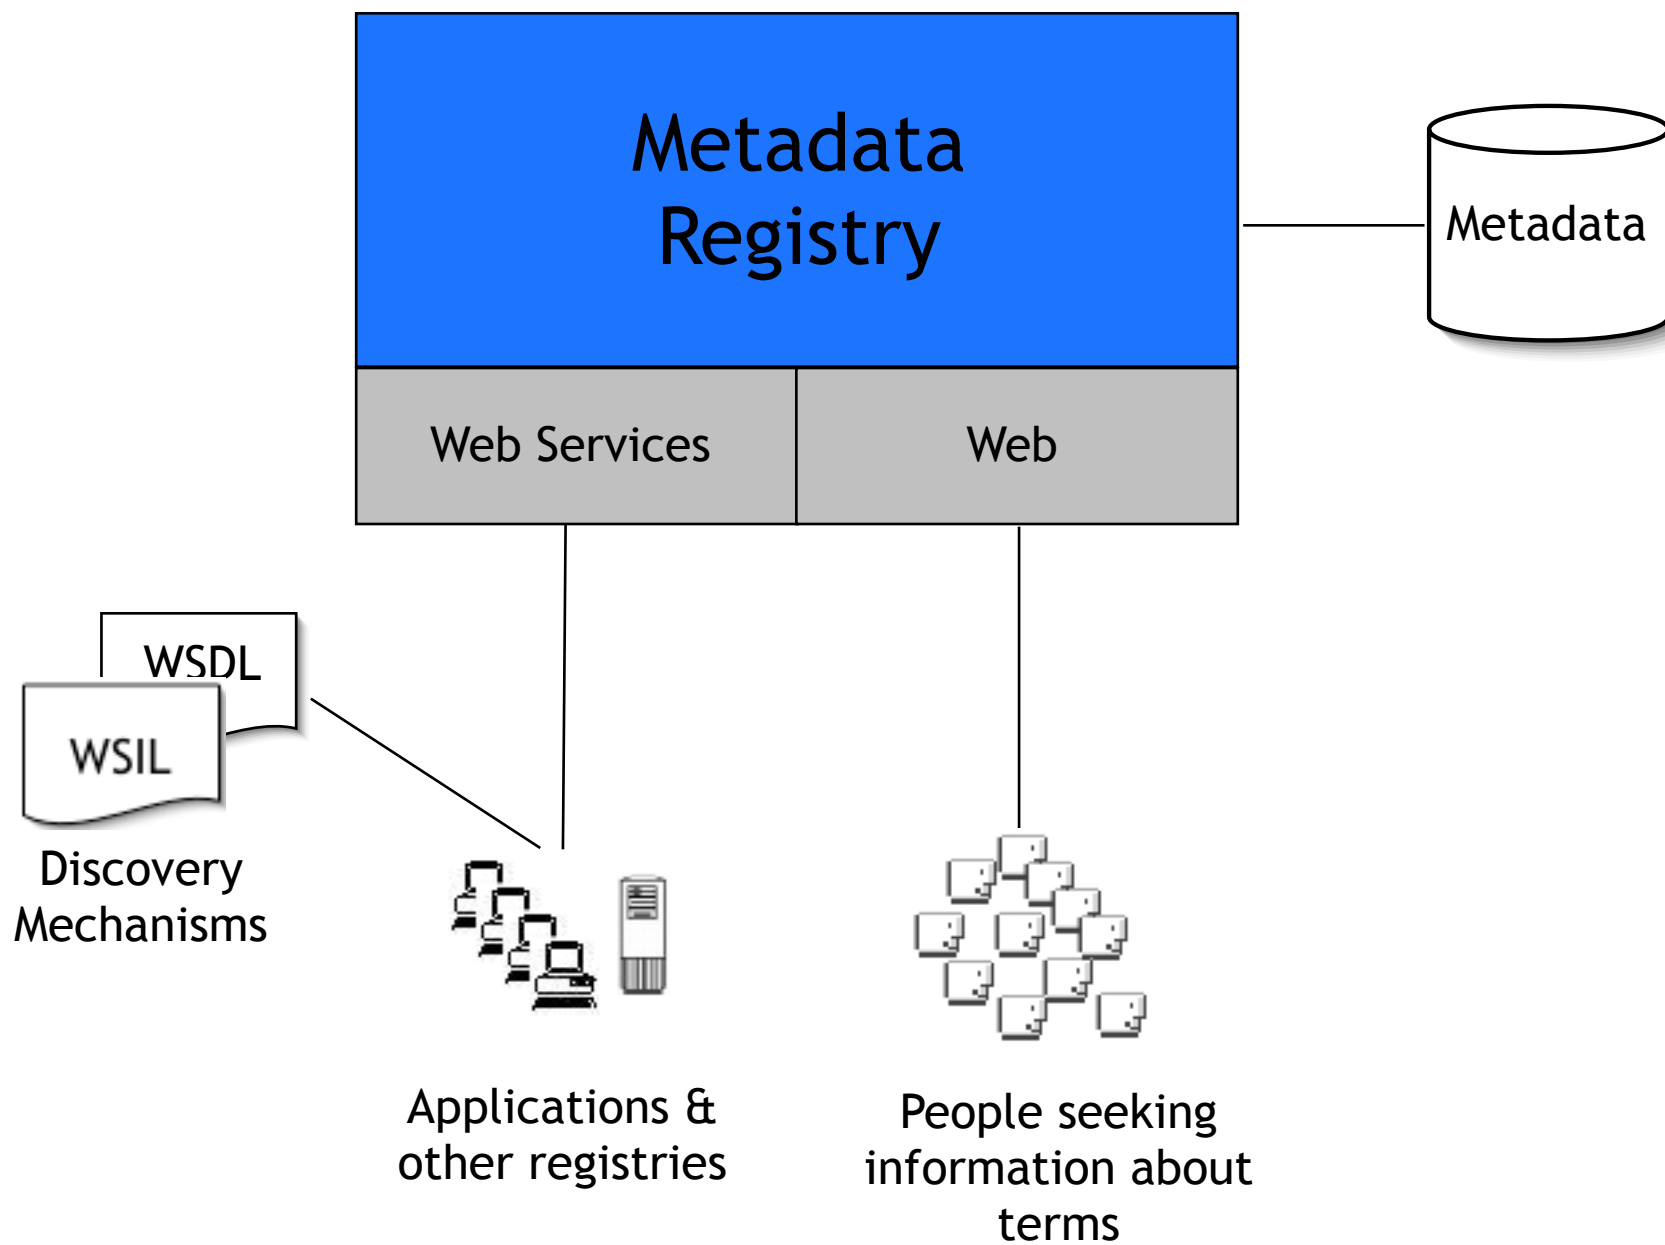 Metadata
Registry
Metadata
Web Services
Web
WSDL
WSIL
Discovery
Mechanisms
Applications &
other registries
People seeking
information about
terms